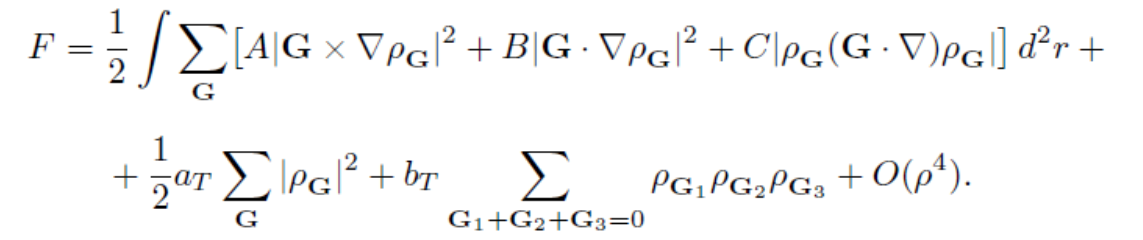 F = \frac{1}{2} \int \sum_{\mathbf{G}} \left[ A|\mathbf{G} \times \nabla \rho_{\mathbf{G}}|^2 + B|\mathbf{G} \cdot \nabla \rho_{\mathbf{G}}|^2 + C|\rho_{\mathbf{G}}(\mathbf{G} \cdot \nabla)\rho_{\mathbf{G}}| \right] d^2r +
+ \frac{1}{2} a_T \sum_{\mathbf{G}} |\rho_{\mathbf{G}}|^2 + b_T \sum_{\mathbf{G}_1+\mathbf{G}_2+\mathbf{G}_3=0} \rho_{\mathbf{G}_1} \rho_{\mathbf{G}_2} \rho_{\mathbf{G}_3} + O(\rho^4).